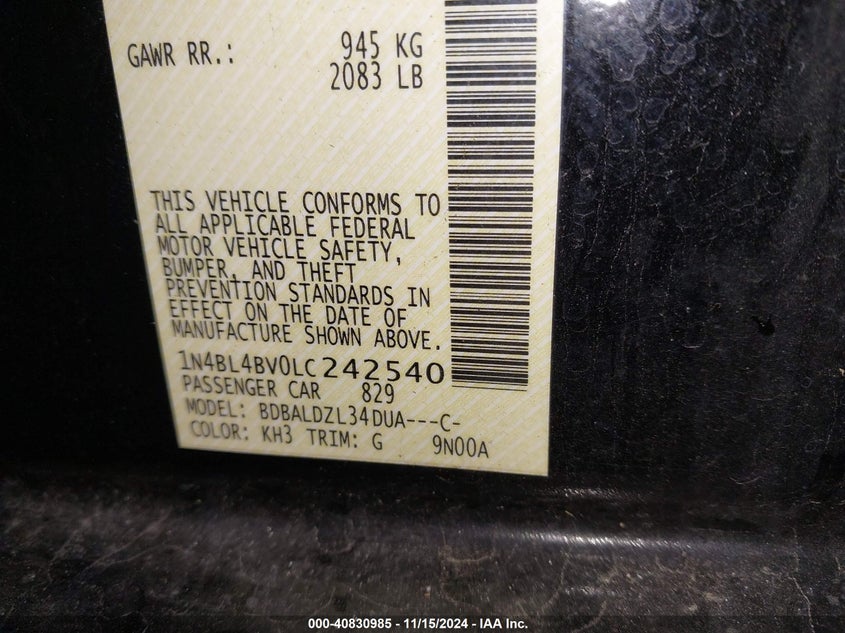 GAWR RR.: 945 KG
2083 LB
THIS VEHICLE CONFORMS TO
ALL APPLICABLE FEDERAL
MOTOR VEHICLE SAFETY,
BUMPER, AND THEFT
PREVENTION STANDARDS IN
EFFECT ON THE DATE OF
MANUFACTURE SHOWN ABOVE.
1N4BL4BV0LC242540
PASSENGER CAR 829
MODEL: BDBALDZL34DUA---C-
COLOR: KH3 TRIM: G 9N00A
000-40830985 - 11/15/2024 - IAA Inc.